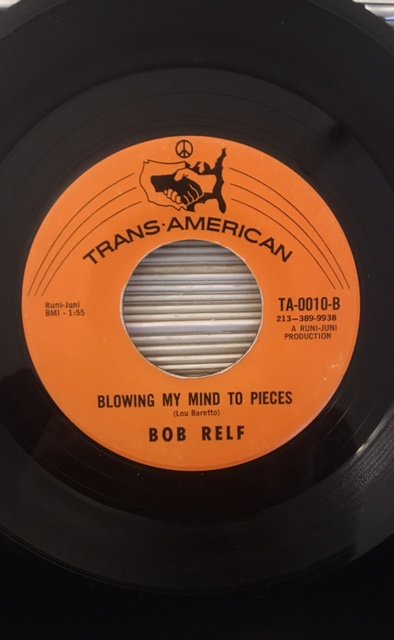 TRANS·AMERICAN
Runi-Juni
BMI - 1:55
TA-0010-B
213—389-9938
A RUNI-JUNI
PRODUCTION
BLOWING MY MIND TO PIECES
(Lou Baretto)
BOB RELF